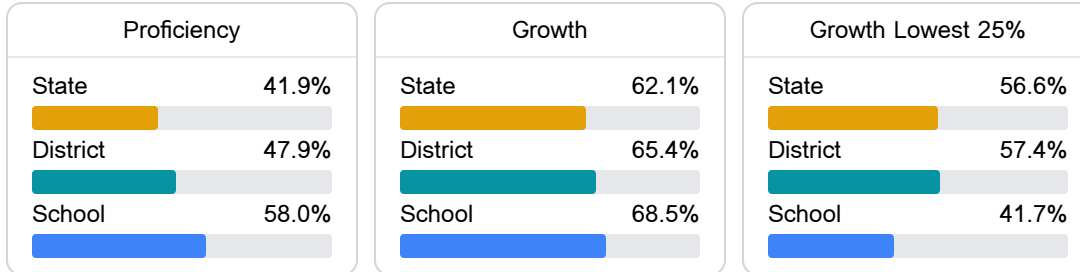 Proficiency
State 41.9%
District 47.9%
School 58.0%
Growth
State 62.1%
District 65.4%
School 68.5%
Growth Lowest 25%
State 56.6%
District 57.4%
School 41.7%